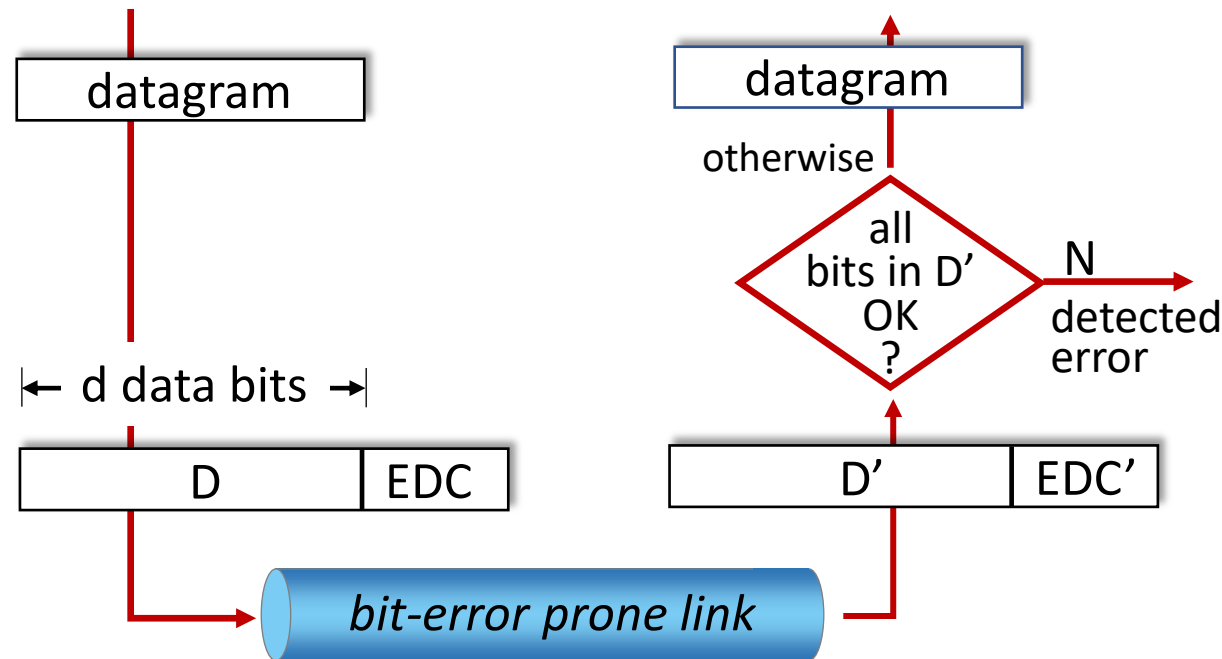 datagram
d data bits
D
EDC
bit-error prone link
datagram
otherwise
all
bits in D’
OK
?
N
detected
error
D’
EDC’